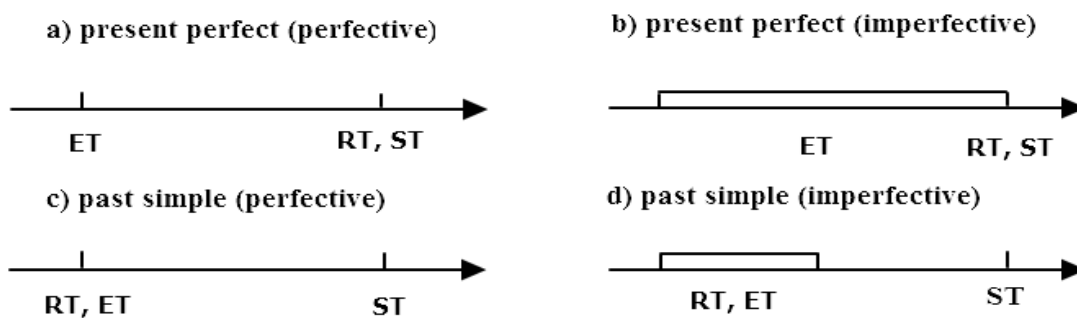 a) present perfect (perfective)
b) present perfect (imperfective)
ET
RT, ST
ET
RT, ST
c) past simple (perfective)
d) past simple (imperfective)
RT, ET
ST
RT, ET
ST